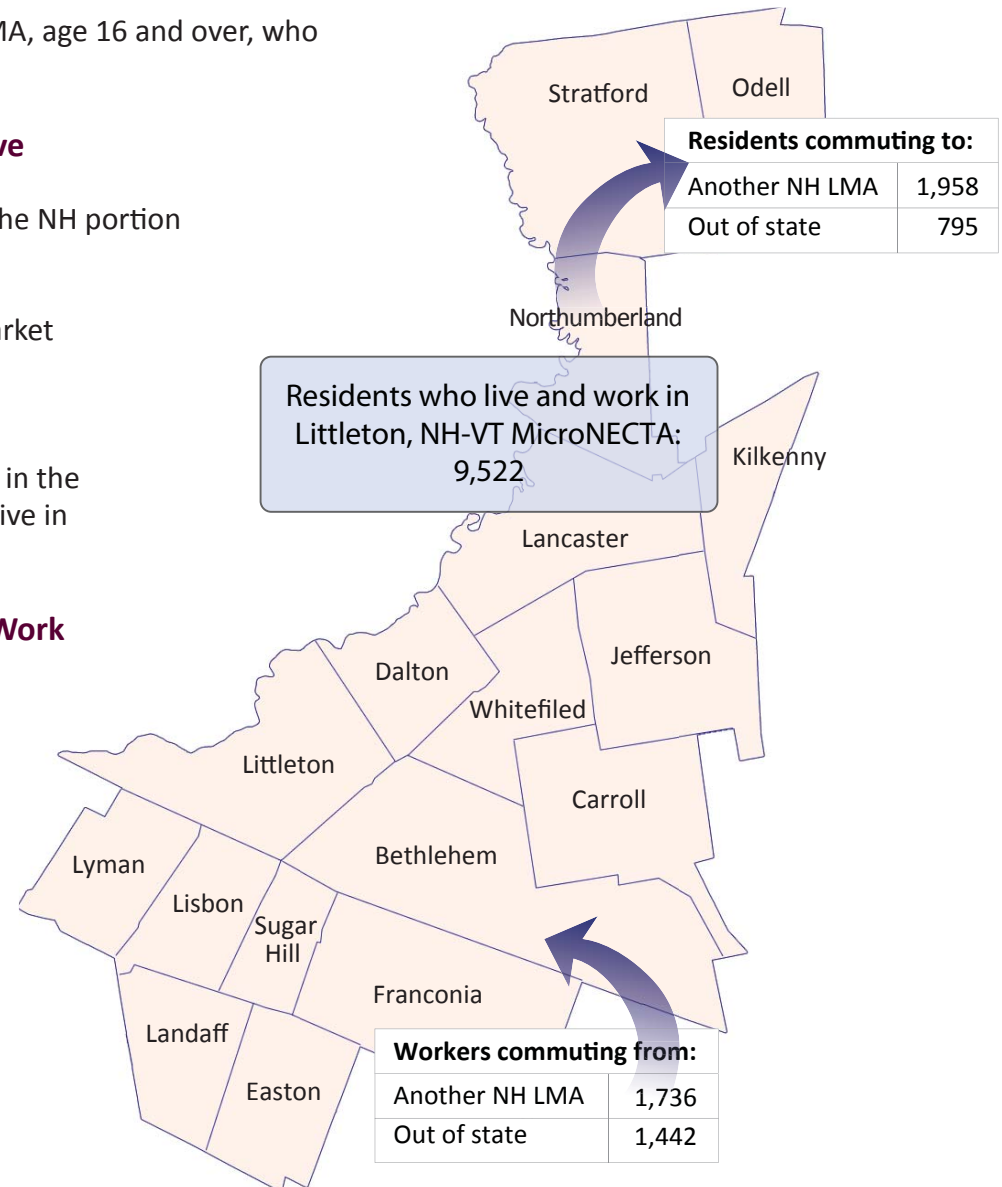 MA, age 16 and over, who
ve
he NH portion
arket
in the
ive in
Work
Stratford
Odell
Residents commuting to:
Another NH LMA 1,958
Out of state 795
Northumberland
Residents who live and work in
Littleton, NH-VT MicroNECTA:
9,522
Kilkenny
Lancaster
Jefferson
Dalton
Whitefiled
Littleton
Carroll
Bethlehem
Lyman
Lisbon
Sugar
Hill
Franconia
Landaff
Easton
Workers commuting from:
Another NH LMA 1,736
Out of state 1,442